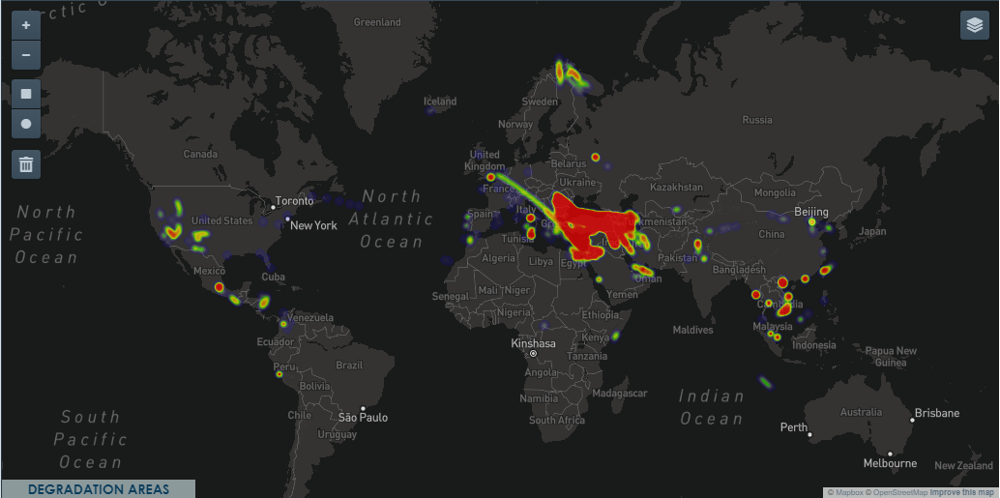 ctic O
Greenland
Iceland
Sweden
Norway
Russia
Canada
United
Kingdom
Belarus
Ukraine
France
Kazakhstan
Mongolia
Toronto
New York
United States
North
Pacific
Ocean
North
Atlantic
Ocean
Spain
Italy
Gr
kmenistan
Beijing
China
Japan
Tunisia
Algeria
Libya
Egypt
I
Pakistan
Bangladesh
Mexico
Cuba
Oman
Senegal
Mali
Niger
Yemen
Cambodia
Venezuela
Nigeria
Ethiopia
Maldives
Malaysia
Ecuador
Kenya
Kinshasa
Tanzania
Indonesia
Papua New
Guinea
Peru
Brazil
Angola
Bolivia
Namibia
Madagascar
Indian
Ocean
Chile
São Paulo
Uruguay
South Africa
Australia
Brisbane
Perth
South
Pacific
Ocean
Melbourne
New Zealand
DEGRADATION AREAS
© Mapbox © OpenStreetMap Improve this map